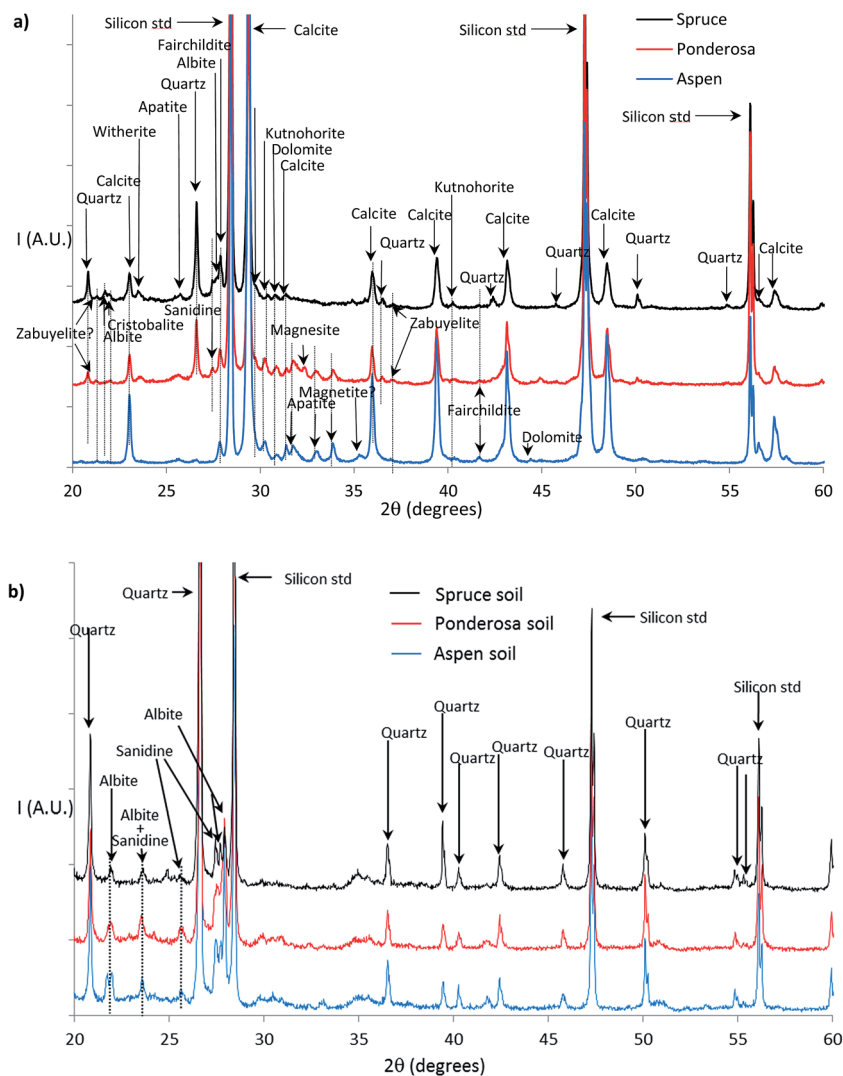 a)
Silicon std
Calcite
Silicon std
Spruce
Ponderosa
Aspen
Fairchildite
Albite
Quartz
Apatite
Witherite
Calcite
Quartz
Kutnohorite
Dolomite
Calcite
Silicon std
Kutnohorite
Calcite
Quartz
Calcite
Calcite
Quartz
Quartz
Calcite
Quartz
Quartz
Calcite
I (A.U.)
Zabuyelite?
Cristobalite
Albite
Sanidine
Magnesite
Zabuyelite
Magnetite?
Apatite
Fairchildite
Dolomite
20 25 30 35 40 45 50 55 60
2θ (degrees)
b)
Quartz
Silicon std
Spruce soil
Ponderosa soil
Aspen soil
Silicon std
Quartz
Albite
Sanidine
Albite
Albite
+
Sanidine
Quartz
Quartz
Quartz
Quartz
Quartz
Quartz
Silicon std
Quartz
I (A.U.)
20 25 30 35 40 45 50 55 60
2θ (degrees)